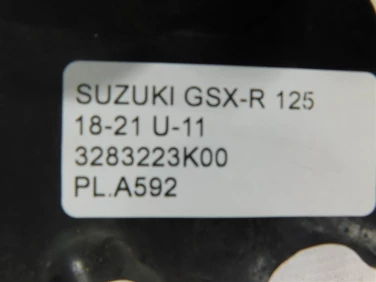 SUZUKI GSX-R 125
18-21 U-11
3283223K00
PL.A592